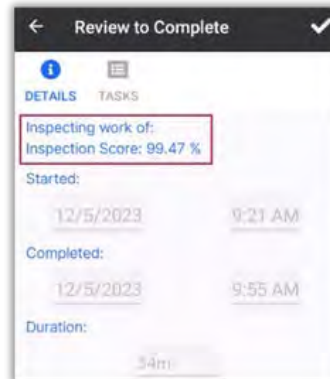 Review to Complete
DETAILS TASKS
Inspecting work of:
Inspection Score: 99.47 %
Started:
12/5/2023 9:21 AM
Completed:
12/5/2023 9:55 AM
Duration:
34m